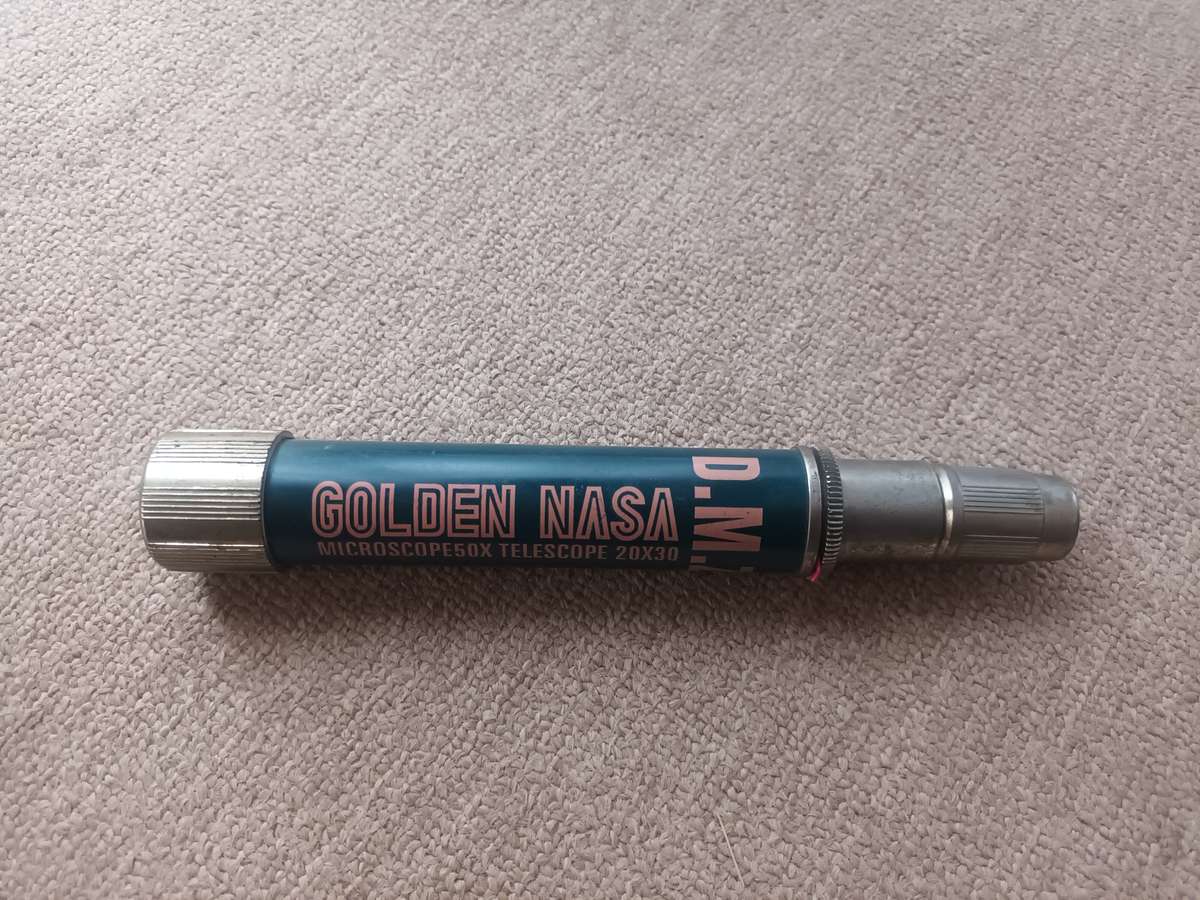 GOLDEN NASA
MICROSCOPE50X TELESCOPE 20X30
D.M.